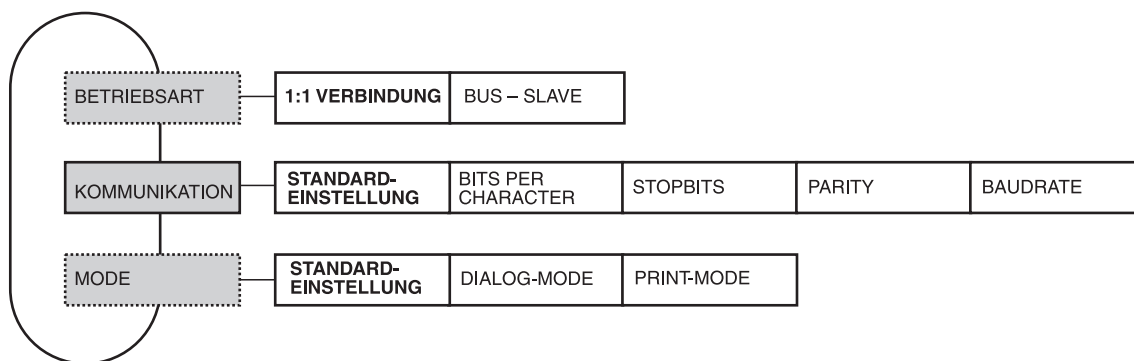 BETRIEBSART
1:1 VERBINDUNG
BUS – SLAVE
KOMMUNIKATION
STANDARD-
EINSTELLUNG
BITS PER
CHARACTER
STOPBITS
PARITY
BAUDRATE
MODE
STANDARD-
EINSTELLUNG
DIALOG-MODE
PRINT-MODE